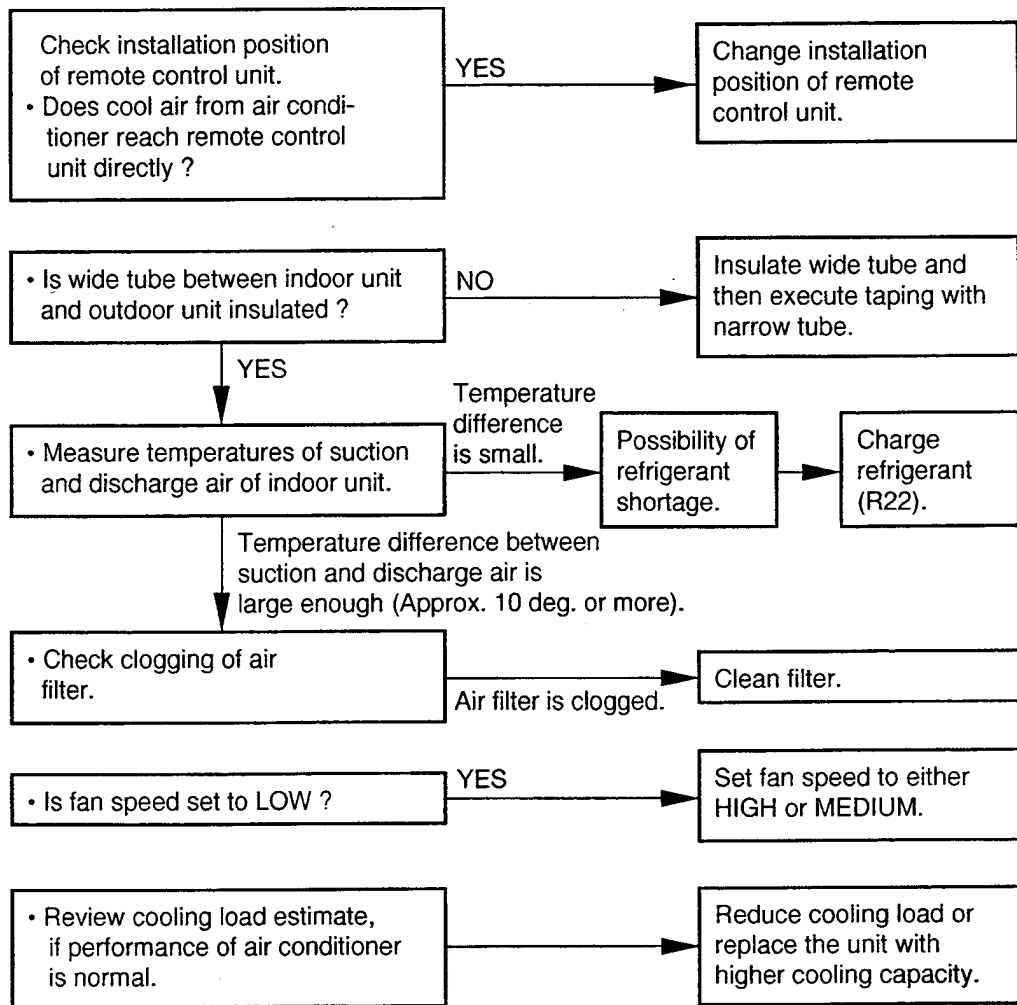 Check installation position
of remote control unit.
• Does cool air from air condi-
tioner reach remote control
unit directly ?
YES
Change installation
position of remote
control unit.
• Is wide tube between indoor unit
and outdoor unit insulated ?
NO
Insulate wide tube and
then execute taping with
narrow tube.
YES
• Measure temperatures of suction
and discharge air of indoor unit.
Temperature
difference
is small.
Possibility of
refrigerant
shortage.
Charge
refrigerant
(R22).
Temperature difference between
suction and discharge air is
large enough (Approx. 10 deg. or more).
• Check clogging of air
filter.
Air filter is clogged.
Clean filter.
• Is fan speed set to LOW ?
YES
Set fan speed to either
HIGH or MEDIUM.
• Review cooling load estimate,
if performance of air conditioner
is normal.
Reduce cooling load or
replace the unit with
higher cooling capacity.